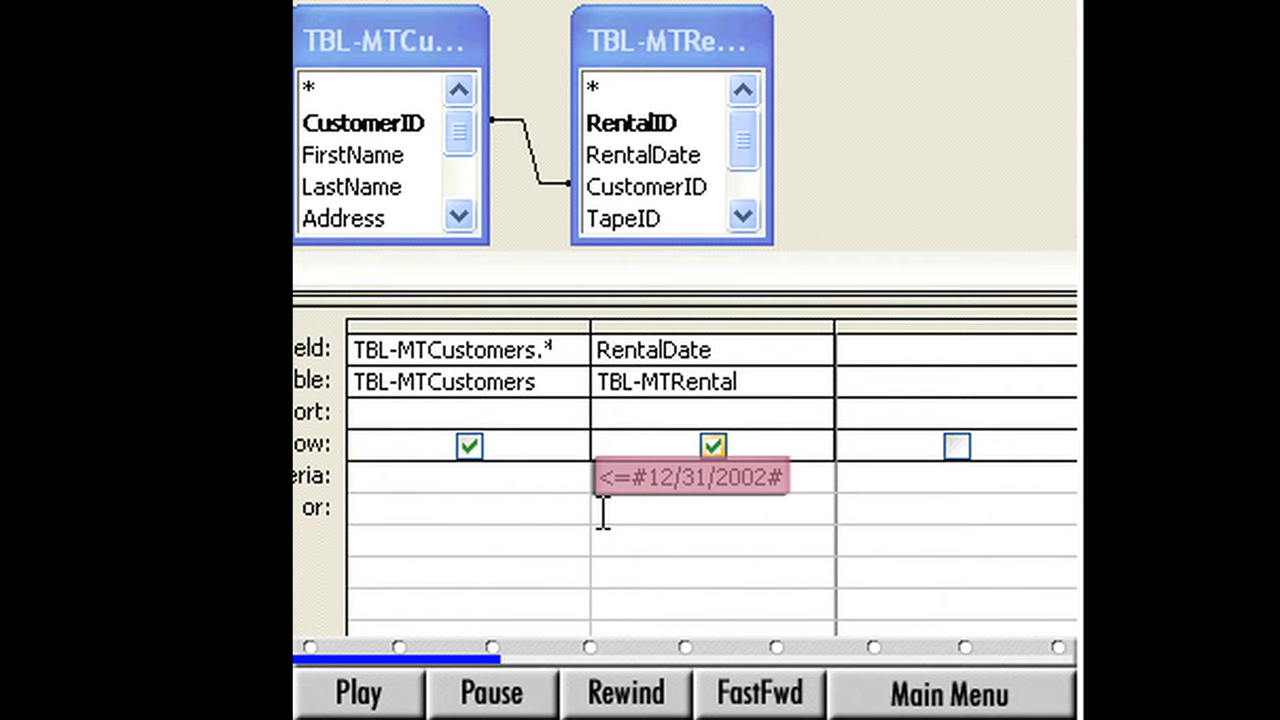 TBL-MTCu... TBL-MTRe...
* *
CustomerID RentalID
FirstName RentalDate
LastName CustomerID
Address TapeID
eld: TBL-MTCustomers.* RentalDate
ble: TBL-MTCustomers TBL-MTRental
ort:
ow:
eria: <=#12/31/2002#
or:
Play Pause Rewind FastFwd Main Menu